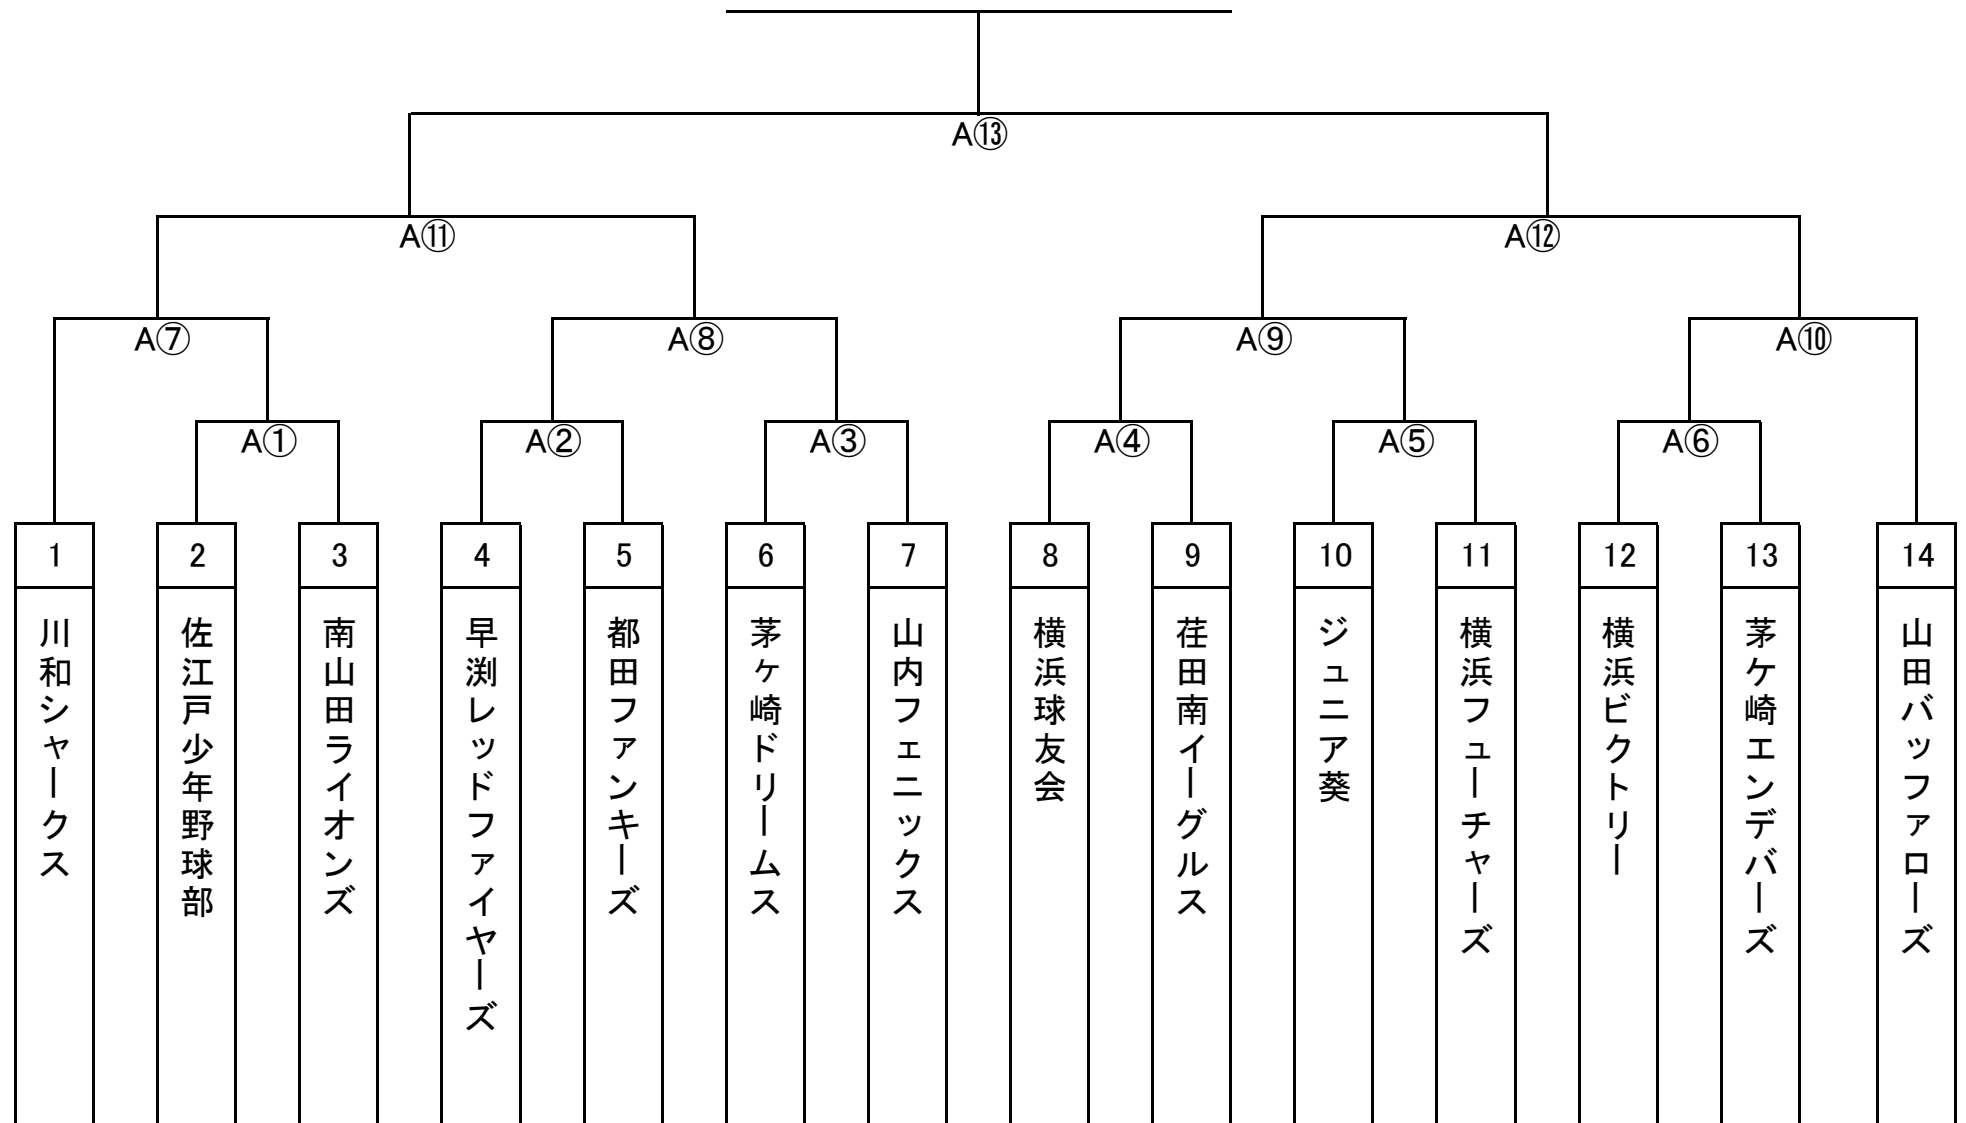 A⑬
A⑪
A⑫
A⑦
A⑧
A⑨
A⑩
A①
A②
A③
A④
A⑤
A⑥
1
2
3
4
5
6
7
8
9
10
11
12
13
14
川和シャークス
佐江戸少年野球部
南山田ライオンズ
早渕レッドファイヤーズ
都田ファンキーズ
茅ヶ崎ドリームス
山内フェニックス
横浜球友会
荏田南イーグルス
ジュニア葵
横浜フューチャーズ
横浜ビクトリー
茅ケ崎エンデバーズ
山田バッファローズ